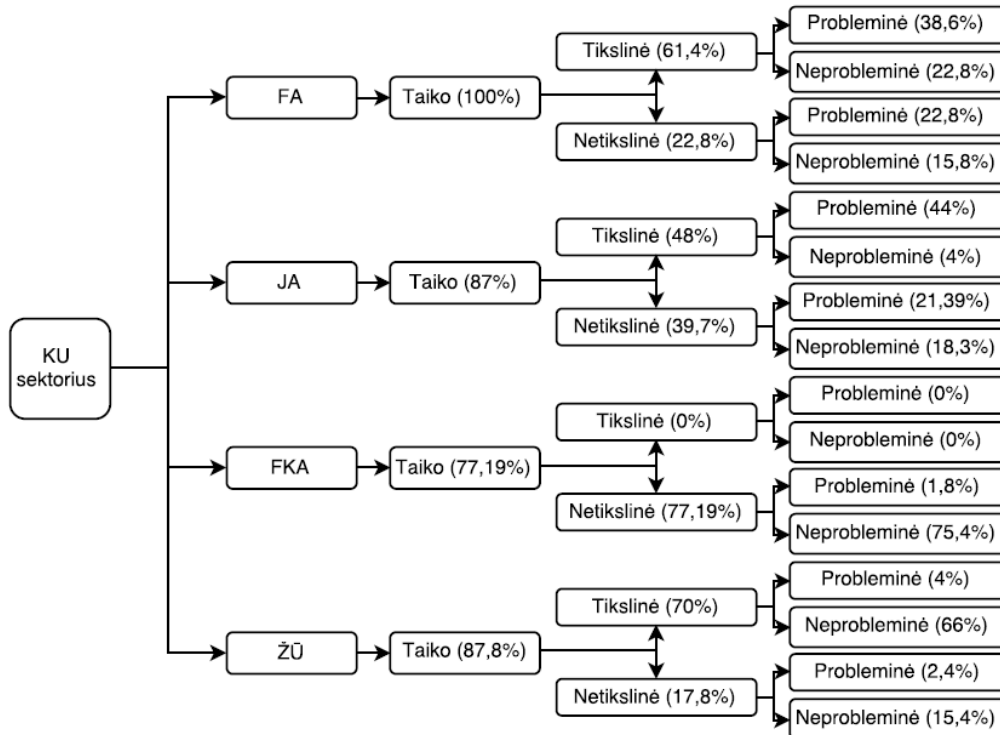 KU
sektorius
FA
Taiko (100%)
Tikslinė (61,4%)
Probleminė (38,6%)
Neprobleminė (22,8%)
Netikslinė (22,8%)
Probleminė (22,8%)
Neprobleminė (15,8%)
JA
Taiko (87%)
Tikslinė (48%)
Probleminė (44%)
Neprobleminė (4%)
Netikslinė (39,7%)
Probleminė (21,39%)
Neprobleminė (18,3%)
FKA
Taiko (77,19%)
Tikslinė (0%)
Probleminė (0%)
Neprobleminė (0%)
Netikslinė (77,19%)
Probleminė (1,8%)
Neprobleminė (75,4%)
ŽŪ
Taiko (87,8%)
Tikslinė (70%)
Probleminė (4%)
Neprobleminė (66%)
Netikslinė (17,8%)
Probleminė (2,4%)
Neprobleminė (15,4%)